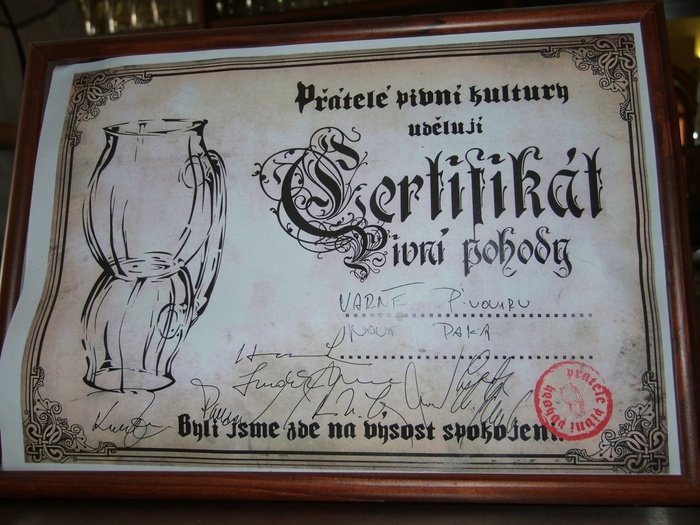 Přátelé pivní kultury
udělují
Certifikát
Pivní pohody
VARNĚ PIVOVARU
NOVÁ PAKA
Byli jsme zde na výsost spokojeni.
přátelé pivní pohody